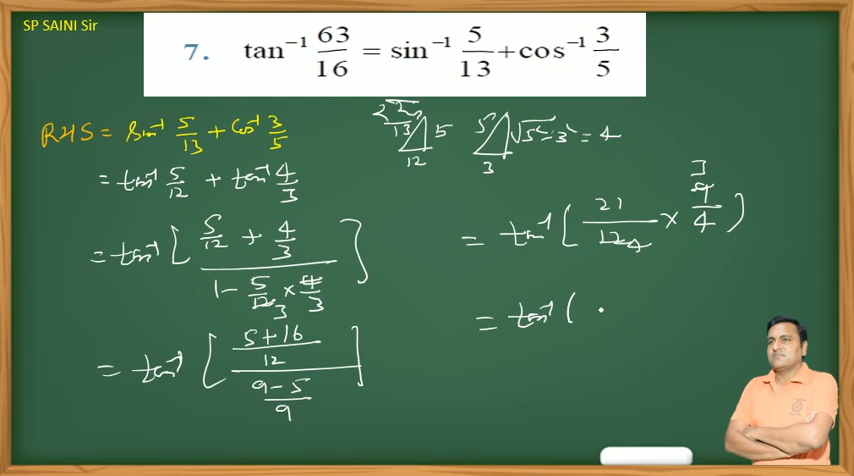 SP SAINI Sir
7. tan⁻¹ 63/16 = sin⁻¹ 5/13 + cos⁻¹ 3/5
RHS = sin⁻¹ 5/13 + cos⁻¹ 3/5
13 5 12
5 3 √5²-3² = 4
= tan⁻¹ 5/12 + tan⁻¹ 4/3
= tan⁻¹ [ (5/12 + 4/3) / (1 - 5/12 3 × 4/3) ]
= tan⁻¹ [ ((5+16)/12) / ((9-5)/9) ]
= tan⁻¹ [ 21/12 4 × 9 3/4 )
= tan⁻¹ (